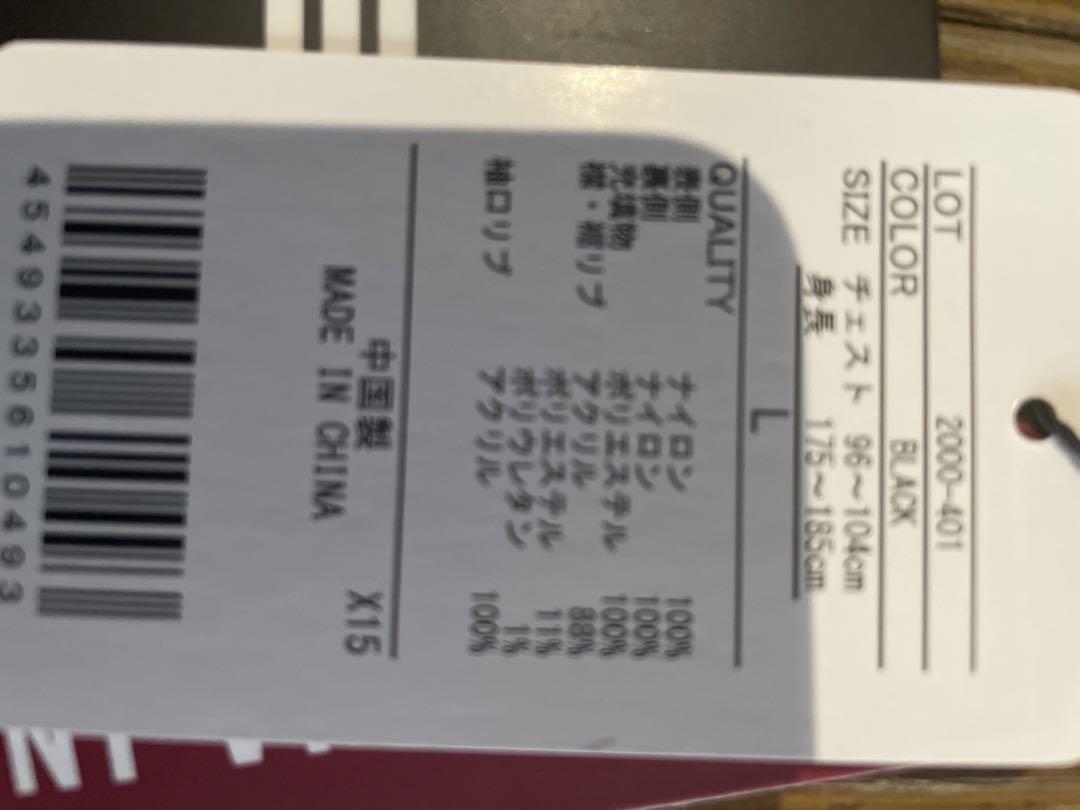 LOT 2000-401
COLOR BLACK
SIZE チェスト 96～104cm
身長 175～185cm
L
QUALITY
表側 ナイロン 100%
裏側 ナイロン 100%
充填物 ポリエステル 100%
襟・裾リブ アクリル 88%
ポリエステル 11%
ポリウレタン 1%
袖口リブ アクリル 100%
中国製
MADE IN CHINA X15
4549335610493